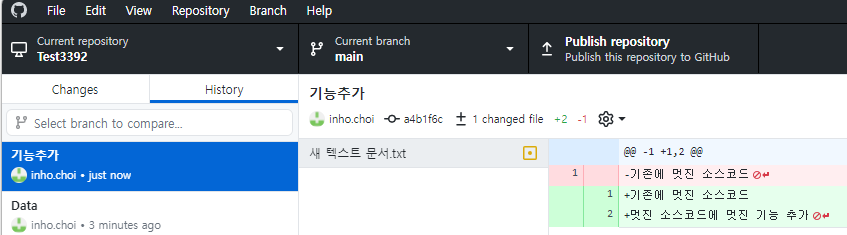 File Edit View Repository Branch Help
Current repository
Test3392
Current branch
main
Publish repository
Publish this repository to GitHub
Changes
History
Select branch to compare...
기능추가
inho.choi • just now
Data
inho.choi • 3 minutes ago
기능추가
inho.choi a4b1f6c 1 changed file +2 -1
새 텍스트 문서.txt
@@ -1 +1,2 @@
1 -기존에 멋진 소스코드
1 +기존에 멋진 소스코드
2 +멋진 소스코드에 멋진 기능 추가